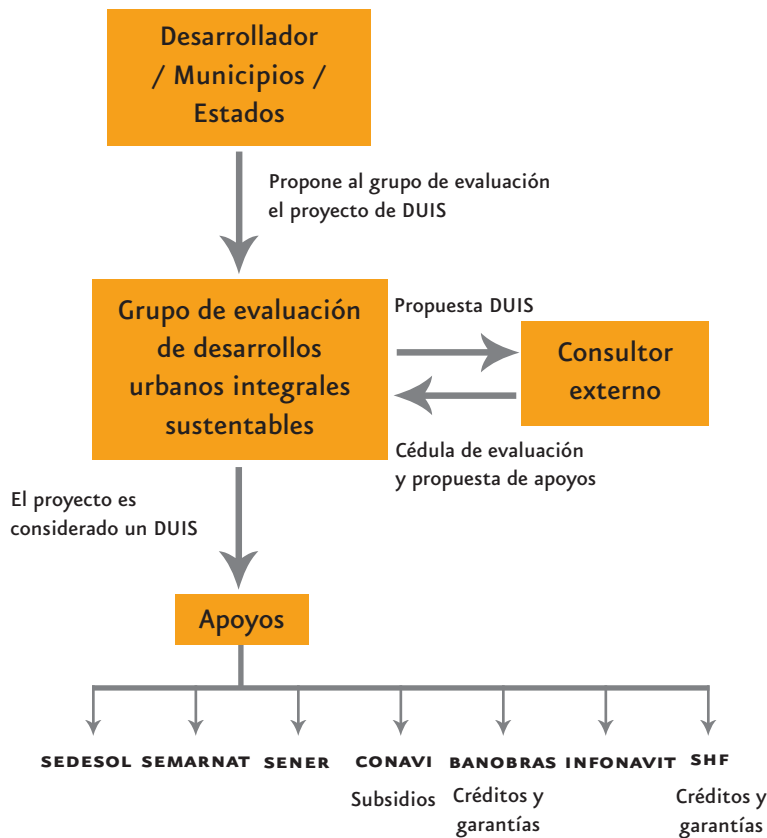 Desarrollador
/ Municipios /
Estados
Propone al grupo de evaluación
el proyecto de DUIS
Grupo de evaluación
de desarrollos
urbanos integrales
sustentables
Propuesta DUIS
Consultor
externo
Cédula de evaluación
y propuesta de apoyos
El proyecto es
considerado un DUIS
Apoyos
SEDESOL SEMARNAT SENER CONAVI BANOBRAS INFONAVIT SHF
Subsidios
Créditos y
garantías
Créditos y
garantías